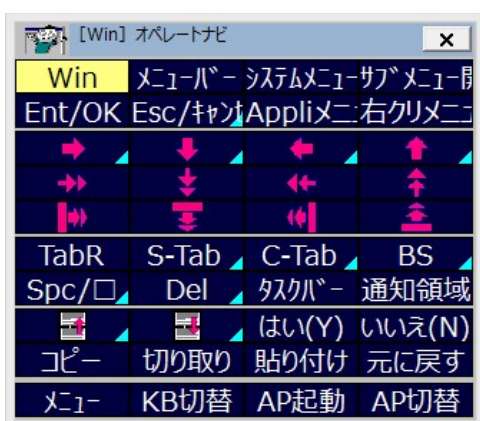 [Win] オペレートナビ
Win ﾒﾆｭｰﾊﾞｰ ｼｽﾃﾑﾒﾆｭｰ ｻﾌﾞﾒﾆｭｰ開
Ent/OK Esc/ｷｬﾝｾ Appliﾒﾆｭ 右クリﾒﾆｭ
TabR S-Tab C-Tab BS
Spc/□ Del ﾀｽｸﾊﾞｰ 通知領域
はい(Y) いいえ(N)
コピー 切り取り 貼り付け 元に戻す
ﾒﾆｭｰ KB切替 AP起動 AP切替